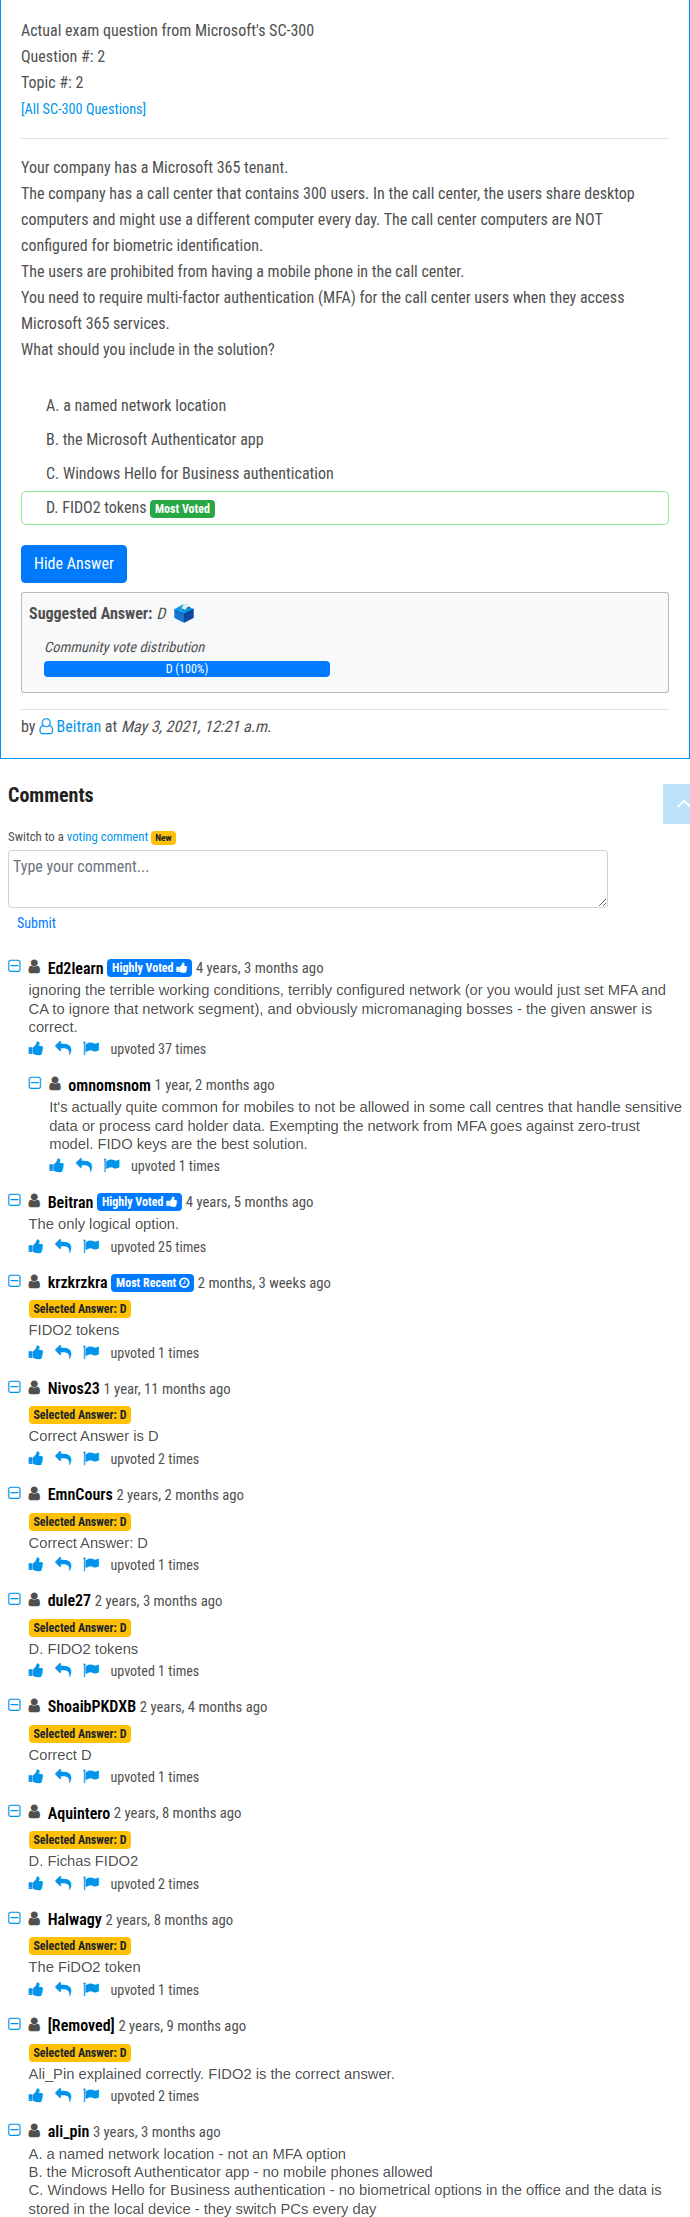 Actual exam question from Microsoft's SC-300
Question #: 2
Topic #: 2
[All SC-300 Questions]
Your company has a Microsoft 365 tenant.
The company has a call center that contains 300 users. In the call center, the users share desktop
computers and might use a different computer every day. The call center computers are NOT
configured for biometric identification.
The users are prohibited from having a mobile phone in the call center.
You need to require multi-factor authentication (MFA) for the call center users when they access
Microsoft 365 services.
What should you include in the solution?
A. a named network location
B. the Microsoft Authenticator app
C. Windows Hello for Business authentication
D. FIDO2 tokens Most Voted
Hide Answer
Suggested Answer: D
Community vote distribution
D (100%)
by Beitran at May 3, 2021, 12:21 a.m.
Comments
Switch to a voting comment New
Type your comment...
Submit
Ed2learn Highly Voted 4 years, 3 months ago
ignoring the terrible working conditions, terribly configured network (or you would just set MFA and
CA to ignore that network segment), and obviously micromanaging bosses - the given answer is
correct.
upvoted 37 times
omnomsnom 1 year, 2 months ago
It's actually quite common for mobiles to not be allowed in some call centres that handle sensitive
data or process card holder data. Exempting the network from MFA goes against zero-trust
model. FIDO keys are the best solution.
upvoted 1 times
Beitran Highly Voted 4 years, 5 months ago
The only logical option.
upvoted 25 times
krzkrzkra Most Recent 2 months, 3 weeks ago
Selected Answer: D
FIDO2 tokens
upvoted 1 times
Nivos23 1 year, 11 months ago
Selected Answer: D
Correct Answer is D
upvoted 2 times
EmnCours 2 years, 2 months ago
Selected Answer: D
Correct Answer: D
upvoted 1 times
dule27 2 years, 3 months ago
Selected Answer: D
D. FIDO2 tokens
upvoted 1 times
ShoaibPKDXB 2 years, 4 months ago
Selected Answer: D
Correct D
upvoted 1 times
Aquintero 2 years, 8 months ago
Selected Answer: D
D. Fichas FIDO2
upvoted 2 times
Halwagy 2 years, 8 months ago
Selected Answer: D
The FiDO2 token
upvoted 1 times
[Removed] 2 years, 9 months ago
Selected Answer: D
Ali_Pin explained correctly. FIDO2 is the correct answer.
upvoted 2 times
ali_pin 3 years, 3 months ago
A. a named network location - not an MFA option
B. the Microsoft Authenticator app - no mobile phones allowed
C. Windows Hello for Business authentication - no biometrical options in the office and the data is
stored in the local device - they switch PCs every day